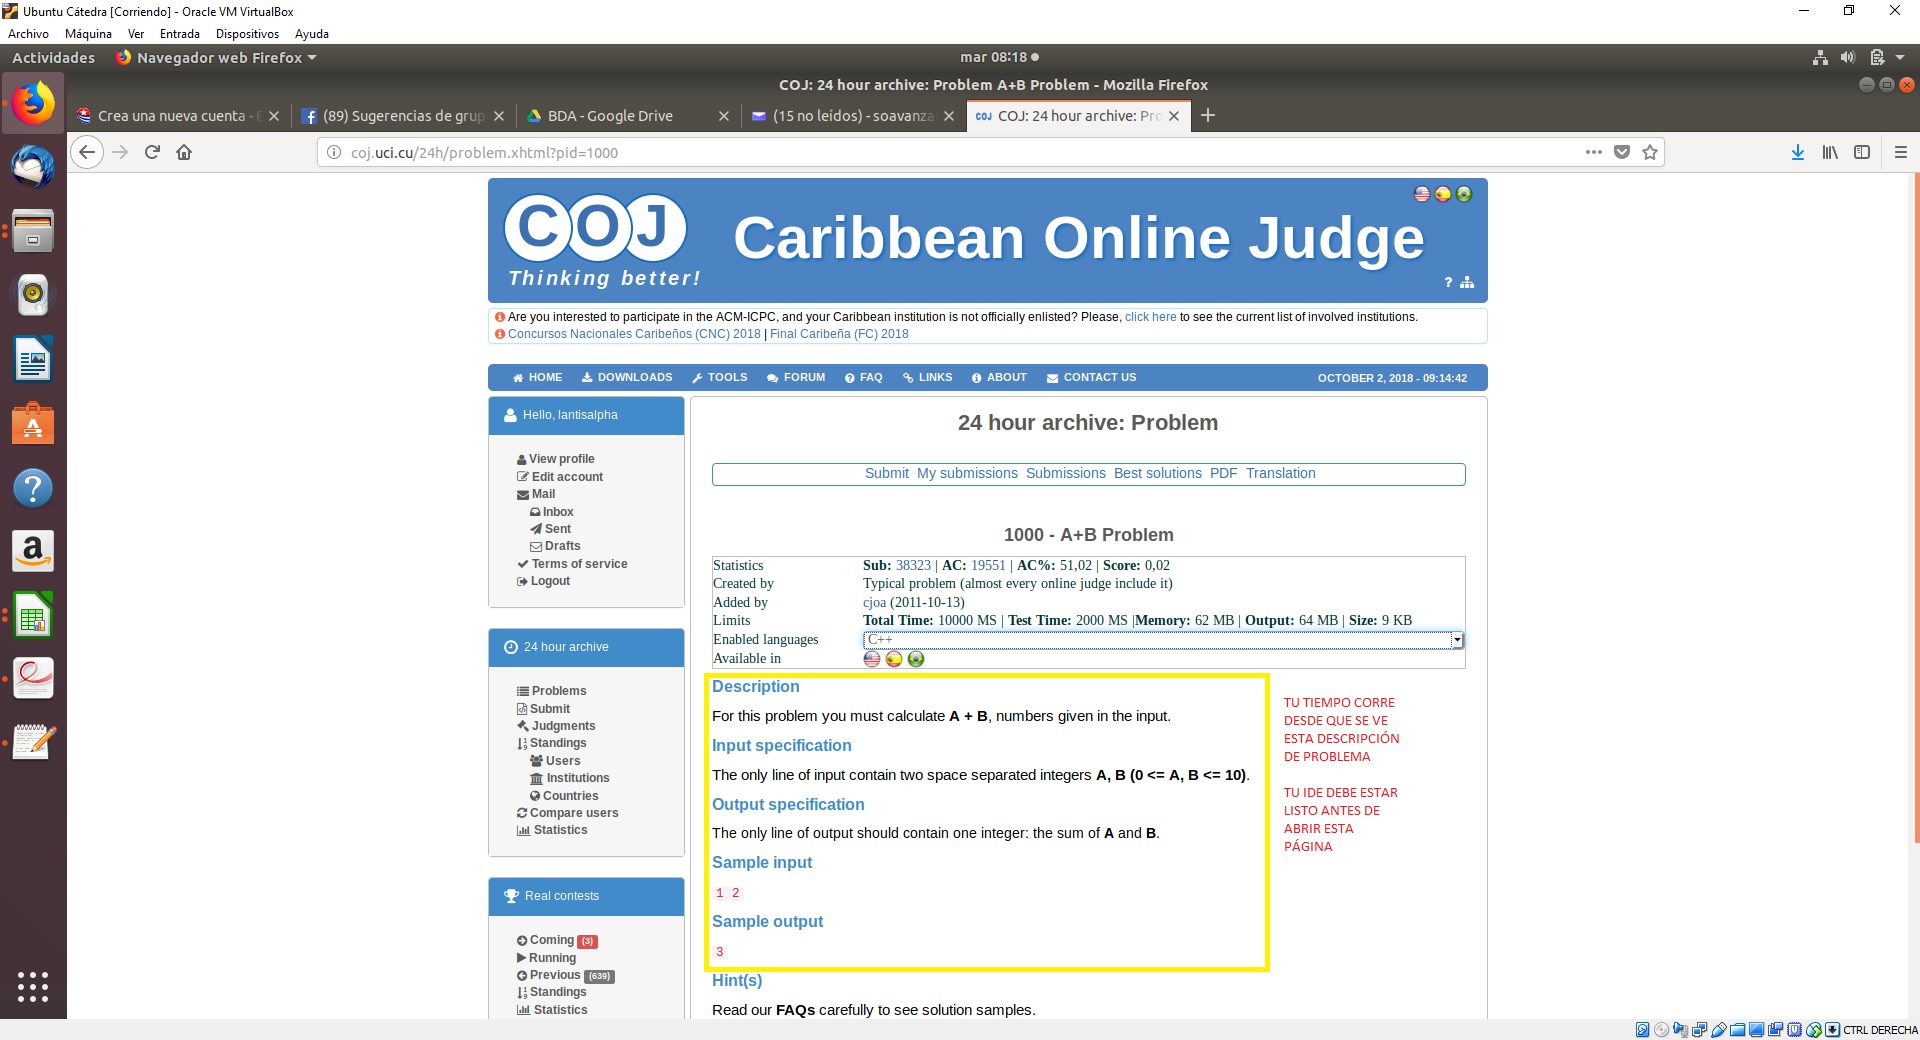 Ubuntu Cátedra [Corriendo] - Oracle VM VirtualBox
Archivo Máquina Ver Entrada Dispositivos Ayuda
Actividades Navegador web Firefox mar 08:18
COJ: 24 hour archive: Problem A+B Problem - Mozilla Firefox
Crea una nueva cuenta - E (89) Sugerencias de grup BDA - Google Drive (15 no leídos) - soavanza COJ COJ: 24 hour archive: Pro
coj.uci.cu/24h/problem.xhtml?pid=1000
COJ Caribbean Online Judge
Thinking better!
Are you interested to participate in the ACM-ICPC, and your Caribbean institution is not officially enlisted? Please, click here to see the current list of involved institutions.
Concursos Nacionales Caribeños (CNC) 2018 | Final Caribeña (FC) 2018
HOME DOWNLOADS TOOLS FORUM FAQ LINKS ABOUT CONTACT US OCTOBER 2, 2018 - 09:14:42
Hello, lantisalpha
View profile
Edit account
Mail
Inbox
Sent
Drafts
Terms of service
Logout
24 hour archive
Problems
Submit
Judgments
Standings
Users
Institutions
Countries
Compare users
Statistics
Real contests
Coming (3)
Running
Previous (639)
Standings
Statistics
24 hour archive: Problem
Submit My submissions Submissions Best solutions PDF Translation
1000 - A+B Problem
Statistics Sub: 38323 | AC: 19551 | AC%: 51,02 | Score: 0,02
Created by Typical problem (almost every online judge include it)
Added by cjoa (2011-10-13)
Limits Total Time: 10000 MS | Test Time: 2000 MS |Memory: 62 MB | Output: 64 MB | Size: 9 KB
Enabled languages C++
Available in
Description
For this problem you must calculate A + B, numbers given in the input.
Input specification
The only line of input contain two space separated integers A, B (0 <= A, B <= 10).
Output specification
The only line of output should contain one integer: the sum of A and B.
Sample input
1 2
Sample output
3
Hint(s)
Read our FAQs carefully to see solution samples.
TU TIEMPO CORRE
DESDE QUE SE VE
ESTA DESCRIPCIÓN
DE PROBLEMA
TU IDE DEBE ESTAR
LISTO ANTES DE
ABRIR ESTA
PÁGINA
CTRL DERECHA